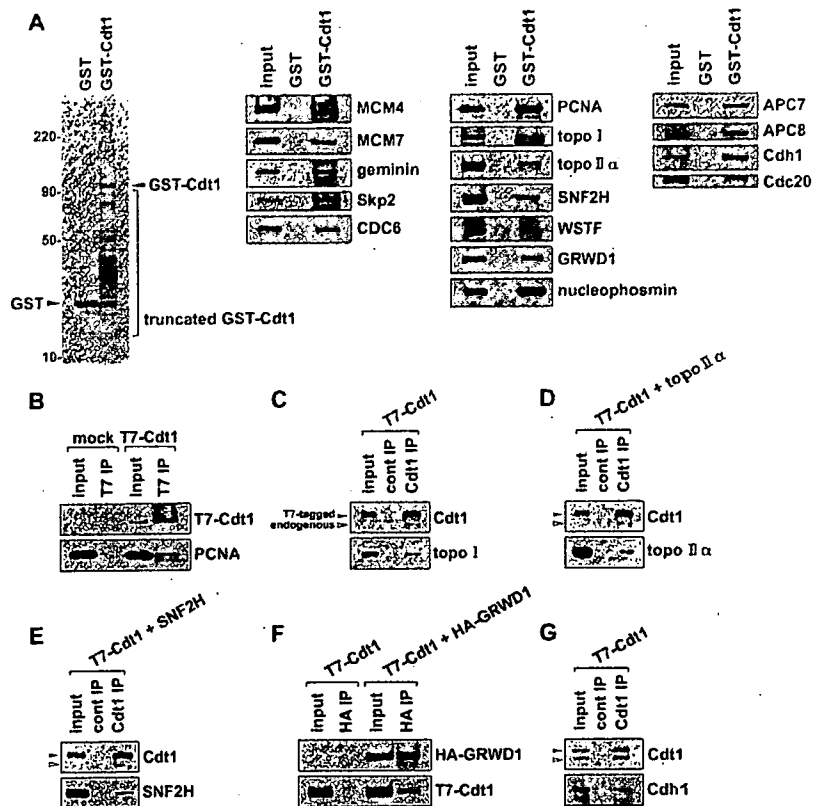 A
GST
GST-Cdt1
220
90
50
10
GST-Cdt1
GST
truncated GST-Cdt1
Input
GST
GST-Cdt1
MCM4
MCM7
geminin
Skp2
CDC6
Input
GST
GST-Cdt1
PCNA
topo I
topo II α
SNF2H
WSTF
GRWD1
nucleophosmin
Input
GST
GST-Cdt1
APC7
APC8
Cdh1
Cdc20
B
mock T7-Cdt1
Input
T7 IP
Input
T7 IP
T7-Cdt1
PCNA
C
T7-Cdt1
Input
cont IP
Cdt1 IP
T7-tagged
endogenous
Cdt1
topo I
D
T7-Cdt1 + topo II α
Input
cont IP
Cdt1 IP
Cdt1
topo II α
E
T7-Cdt1 + SNF2H
Input
cont IP
Cdt1 IP
Cdt1
SNF2H
F
T7-Cdt1
T7-Cdt1 + HA-GRWD1
Input
HA IP
Input
HA IP
HA-GRWD1
T7-Cdt1
G
T7-Cdt1
Input
cont IP
Cdt1 IP
Cdt1
Cdh1